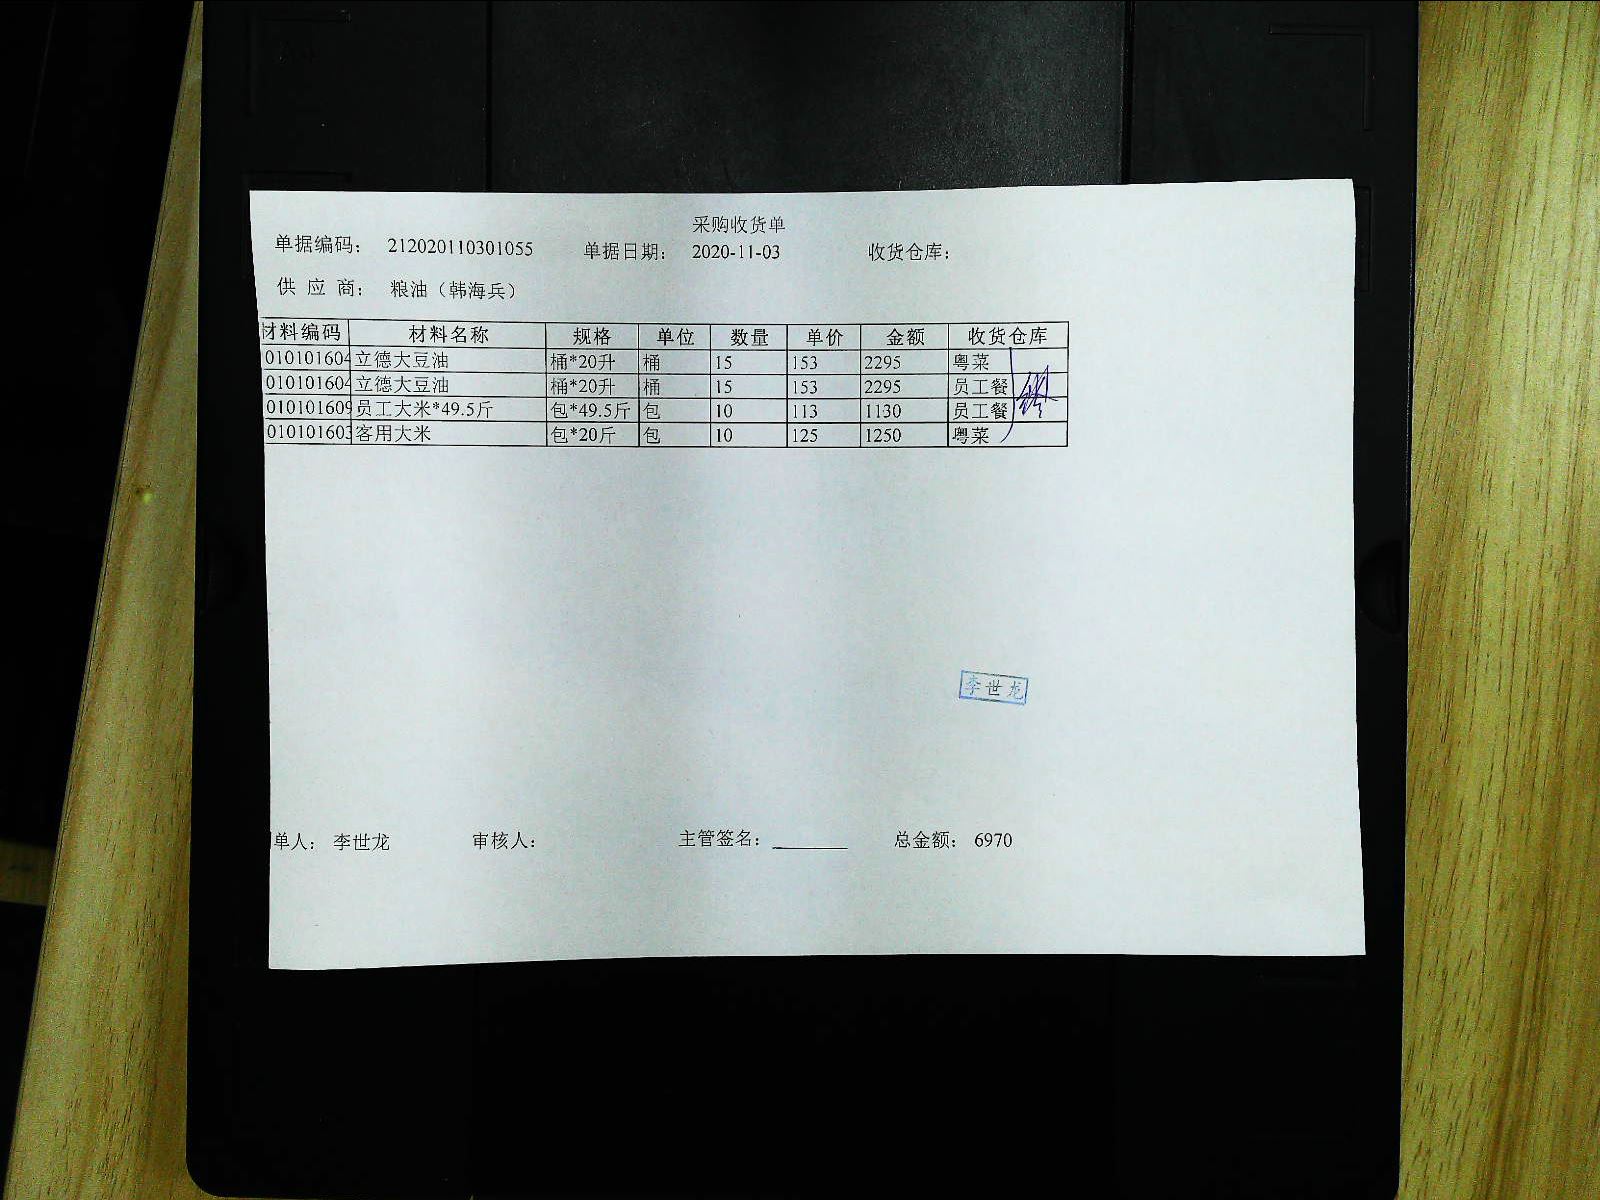 采购收货单
单据编码： 212020110301055 单据日期： 2020-11-03 收货仓库：
供 应 商： 粮油（韩海兵）
材料编码 材料名称 规格 单位 数量 单价 金额 收货仓库
010101604 立德大豆油 桶*20升 桶 15 153 2295 粤菜
010101604 立德大豆油 桶*20升 桶 15 153 2295 员工餐
010101609 员工大米*49.5斤 包*49.5斤 包 10 113 1130 员工餐
010101603 客用大米 包*20斤 包 10 125 1250 粤菜
李世龙
单人： 李世龙 审核人： 主管签名： 总金额： 6970